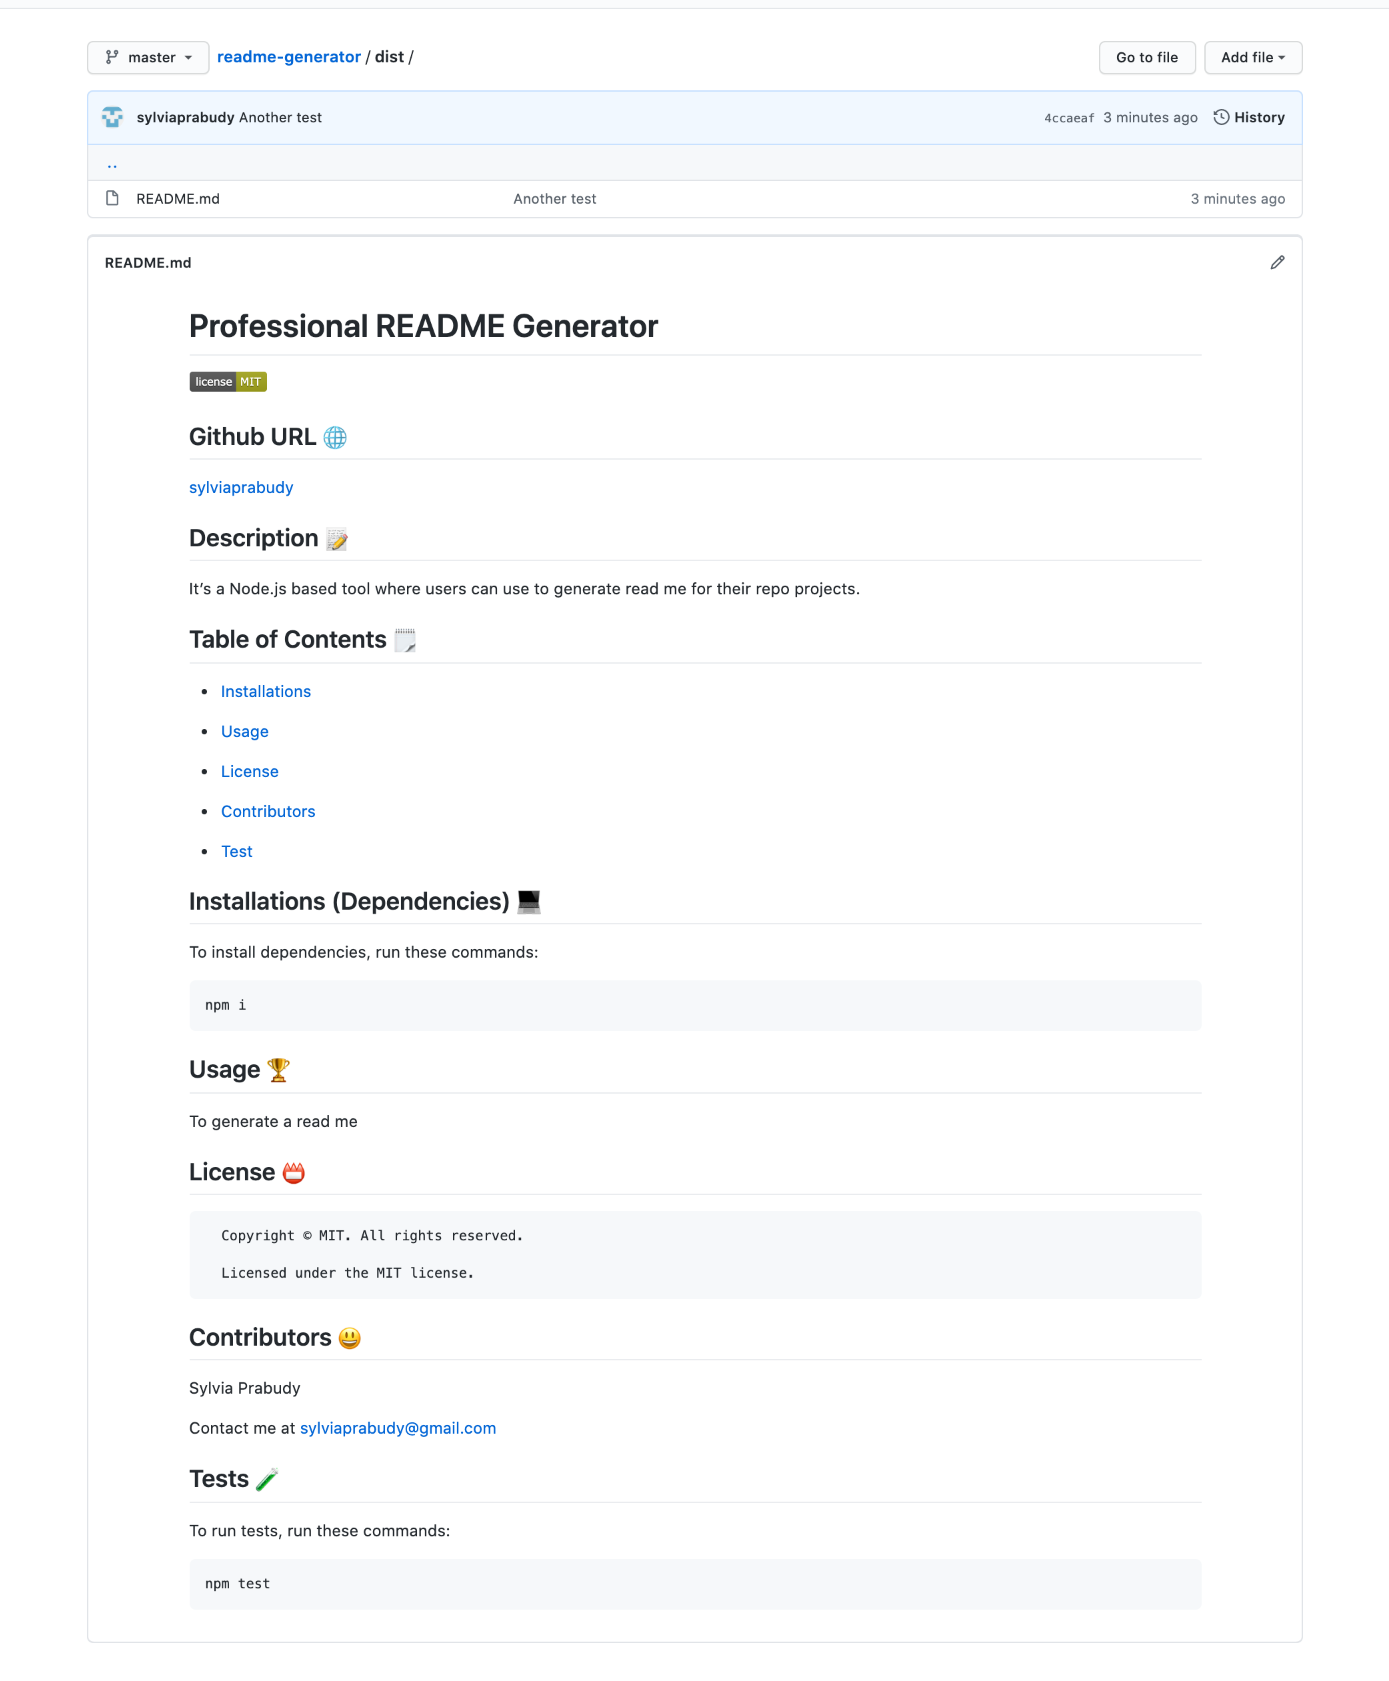 master readme-generator / dist / Go to file Add file
sylviaprabudy Another test 4ccaeaf 3 minutes ago History
..
README.md Another test 3 minutes ago
README.md
Professional README Generator
license MIT
Github URL 🌐
sylviaprabudy
Description 📝
It’s a Node.js based tool where users can use to generate read me for their repo projects.
Table of Contents 🗒️
• Installations
• Usage
• License
• Contributors
• Test
Installations (Dependencies) 💻
To install dependencies, run these commands:
npm i
Usage 🏆
To generate a read me
License 📛
Copyright © MIT. All rights reserved.
Licensed under the MIT license.
Contributors 😃
Sylvia Prabudy
Contact me at sylviaprabudy@gmail.com
Tests 🧪
To run tests, run these commands:
npm test